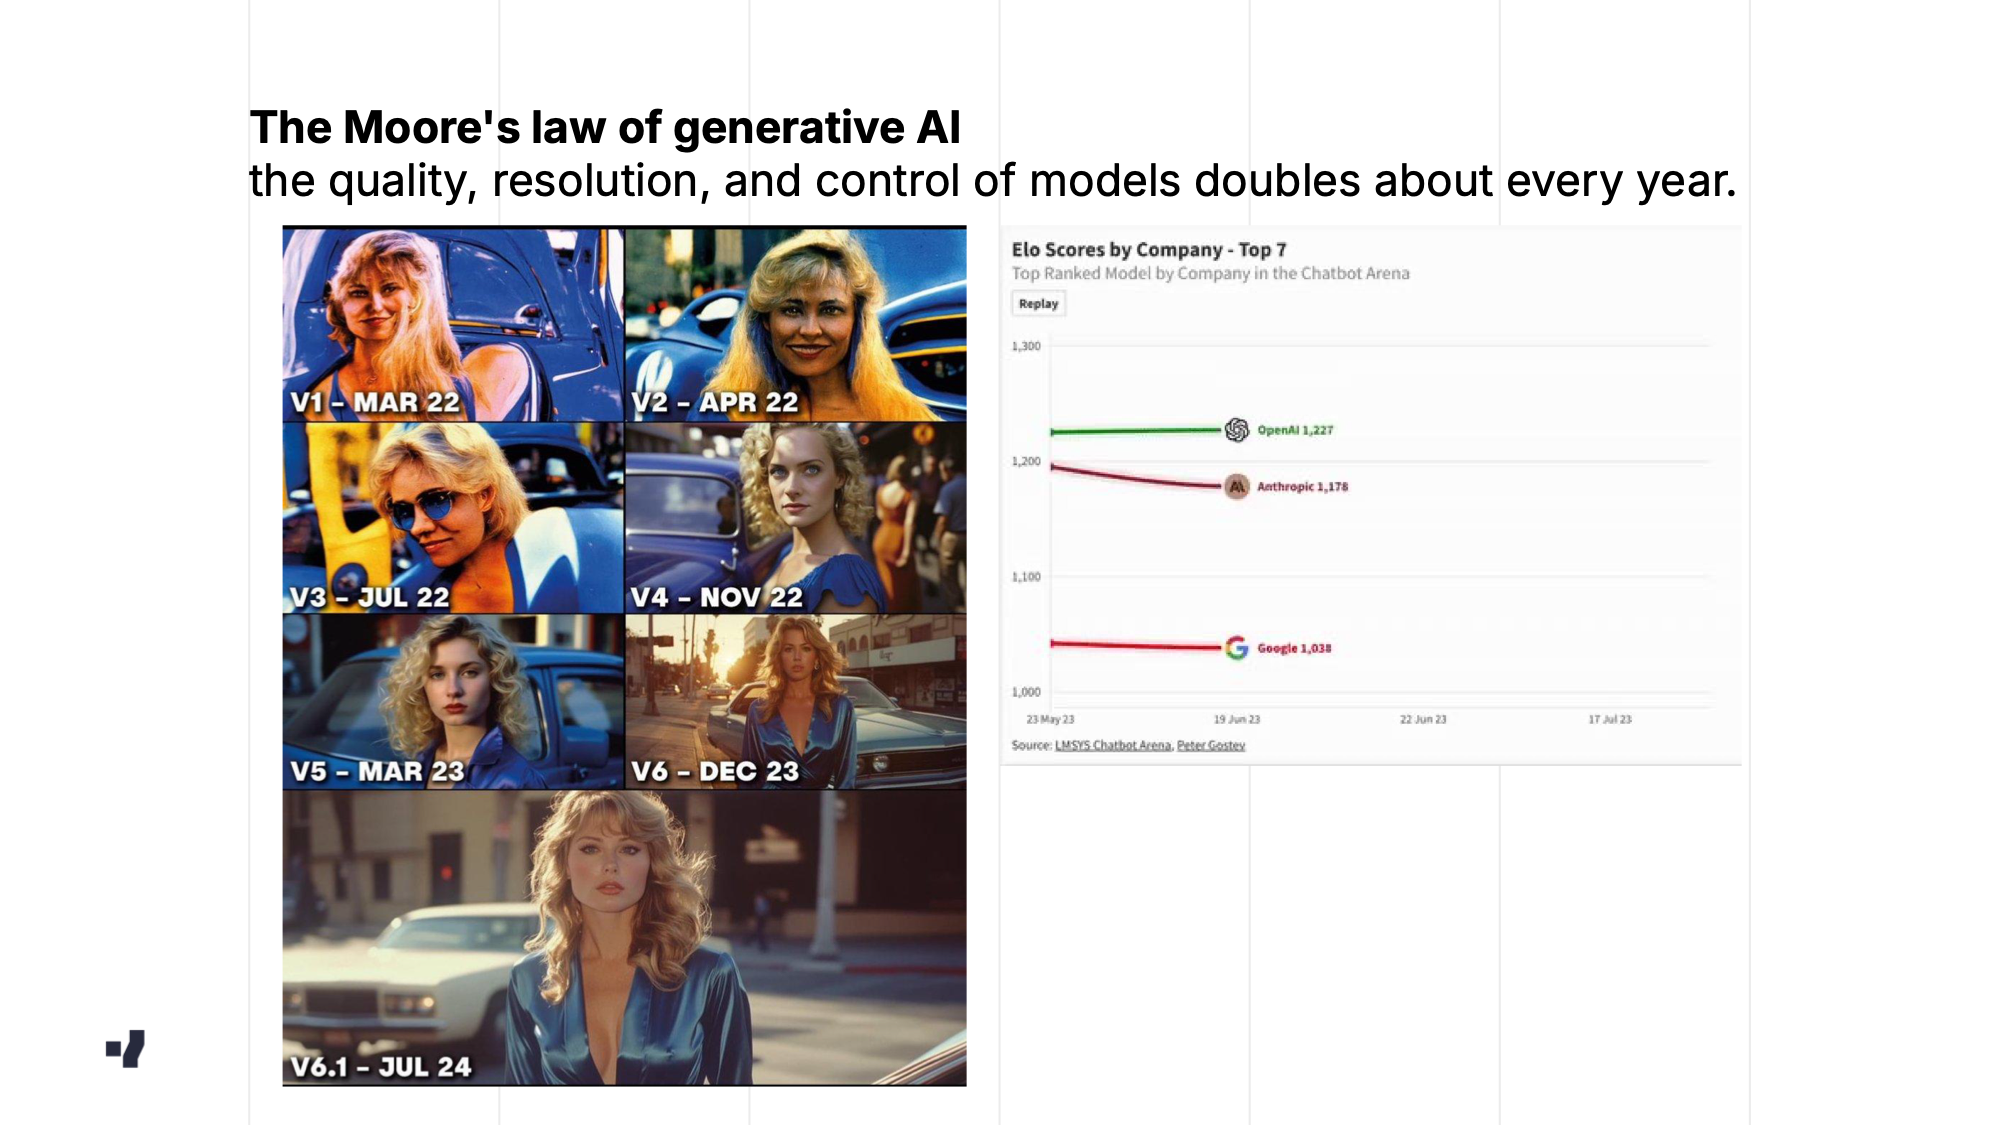 The Moore's law of generative AI
the quality, resolution, and control of models doubles about every year.
V1 – MAR 22
V2 – APR 22
V3 – JUL 22
V4 – NOV 22
V5 – MAR 23
V6 – DEC 23
V6.1 – JUL 24
Elo Scores by Company - Top 7
Top Ranked Model by Company in the Chatbot Arena
Replay
1,300
OpenAI 1,227
1,200
Anthropic 1,178
1,100
Google 1,038
1,000
23 May 23
19 Jun 23
22 Jun 23
17 Jul 23
Source: LMSYS Chatbot Arena, Peter Gostev